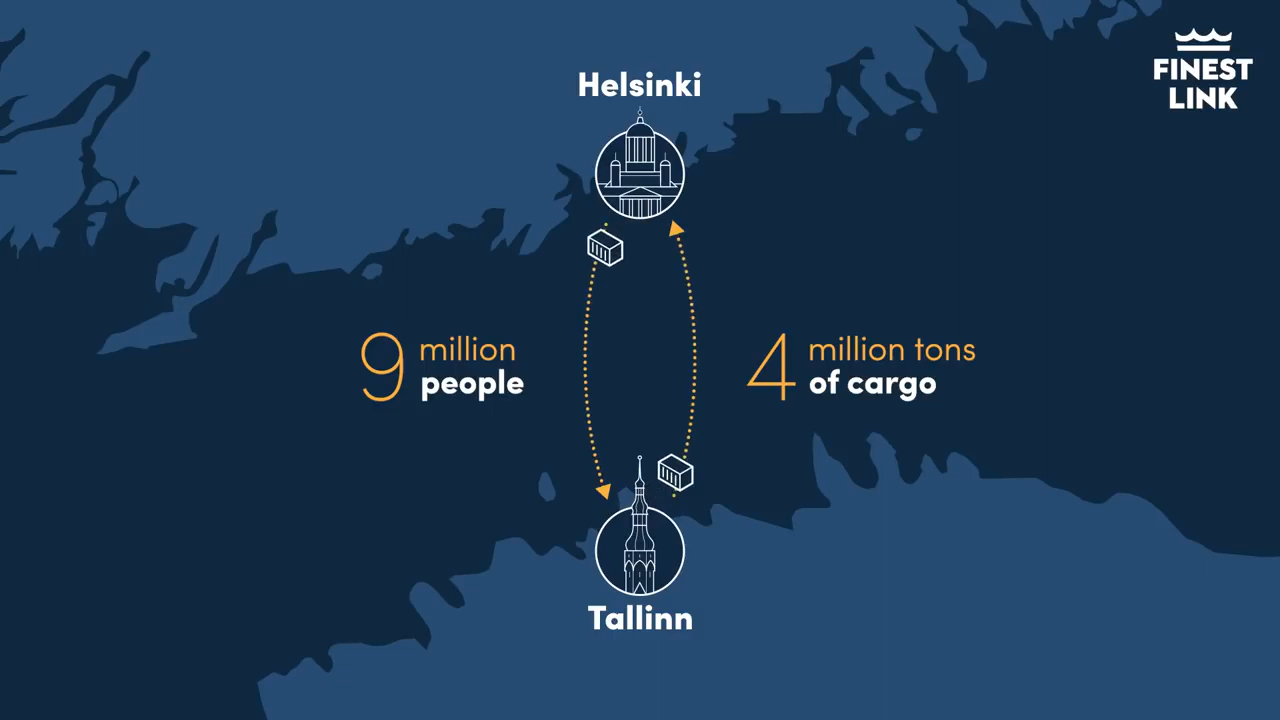 Helsinki
FINEST
LINK
9 million
people
4 million tons
of cargo
Tallinn